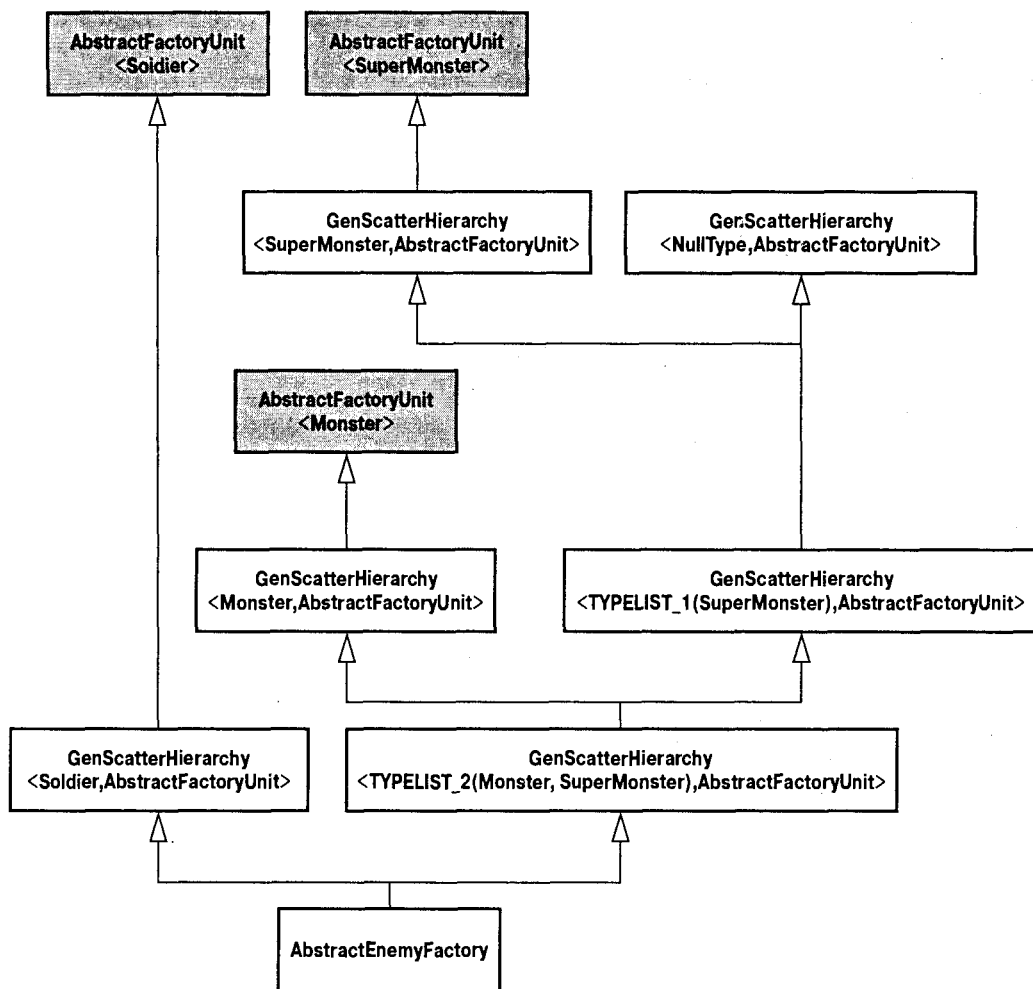 AbstractFactoryUnit
<Soidier>
AbstractFactoryUnit
<SuperMonster>
GenScatterHierarchy
<SuperMonster,AbstractFactoryUnit>
GenScatterHierarchy
<NullType,AbstractFactoryUnit>
AbstractFactoryUnit
<Monster>
GenScatterHierarchy
<Monster,AbstractFactoryUnit>
GenScatterHierarchy
<TYPELIST_1(SuperMonster),AbstractFactoryUnit>
GenScatterHierarchy
<Soldier,AbstractFactoryUnit>
GenScatterHierarchy
<TYPELIST_2(Monster, SuperMonster),AbstractFactoryUnit>
AbstractEnemyFactory